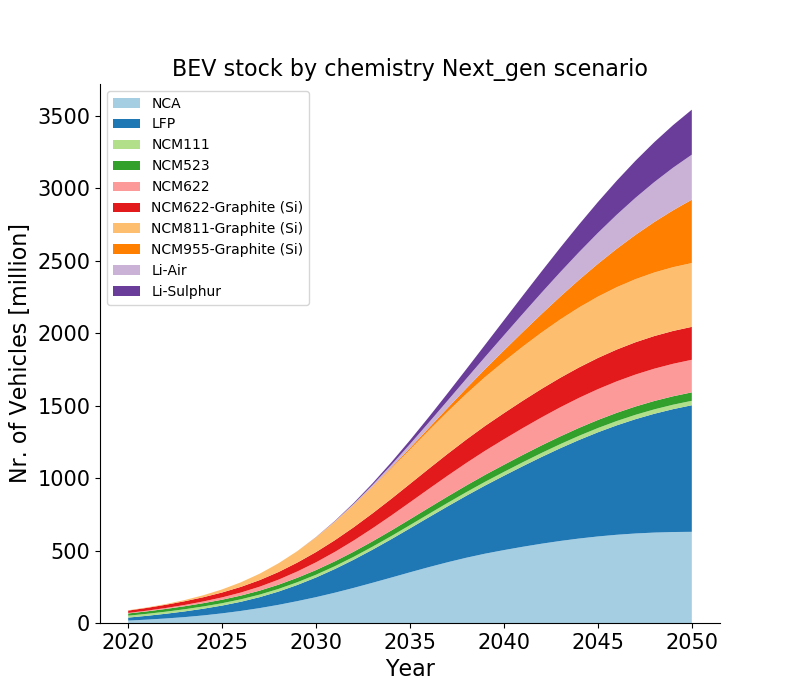 BEV stock by chemistry Next_gen scenario
NCA
LFP
NCM111
NCM523
NCM622
NCM622-Graphite (Si)
NCM811-Graphite (Si)
NCM955-Graphite (Si)
Li-Air
Li-Sulphur
Nr. of Vehicles [million]
3500
3000
2500
2000
1500
1000
500
0
2020 2025 2030 2035 2040 2045 2050
Year